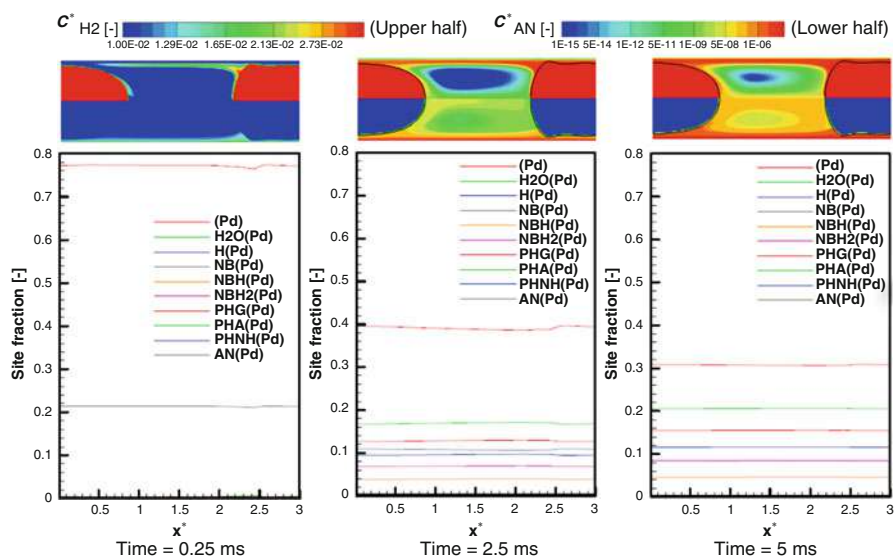 C* H2 [-] (Upper half)
1.00E-02 1.29E-02 1.65E-02 2.13E-02 2.73E-02
C* AN [-] (Lower half)
1E-15 5E-14 1E-12 5E-11 1E-09 5E-08 1E-06
Site fraction [-]
0.8
0.7
0.6
0.5
0.4
0.3
0.2
0.1
0
(Pd)
H2O(Pd)
H(Pd)
NB(Pd)
NBH(Pd)
NBH2(Pd)
PHG(Pd)
PHA(Pd)
PHNH(Pd)
AN(Pd)
0.5 1 1.5 2 2.5 3
x*
Time = 0.25 ms
Site fraction [-]
0.8
0.7
0.6
0.5
0.4
0.3
0.2
0.1
0
(Pd)
H2O(Pd)
H(Pd)
NB(Pd)
NBH(Pd)
NBH2(Pd)
PHG(Pd)
PHA(Pd)
PHNH(Pd)
AN(Pd)
0.5 1 1.5 2 2.5 3
x*
Time = 2.5 ms
Site fraction [-]
0.8
0.7
0.6
0.5
0.4
0.3
0.2
0.1
0
(Pd)
H2O(Pd)
H(Pd)
NB(Pd)
NBH(Pd)
NBH2(Pd)
PHG(Pd)
PHA(Pd)
PHNH(Pd)
AN(Pd)
0.5 1 1.5 2 2.5 3
x*
Time = 5 ms